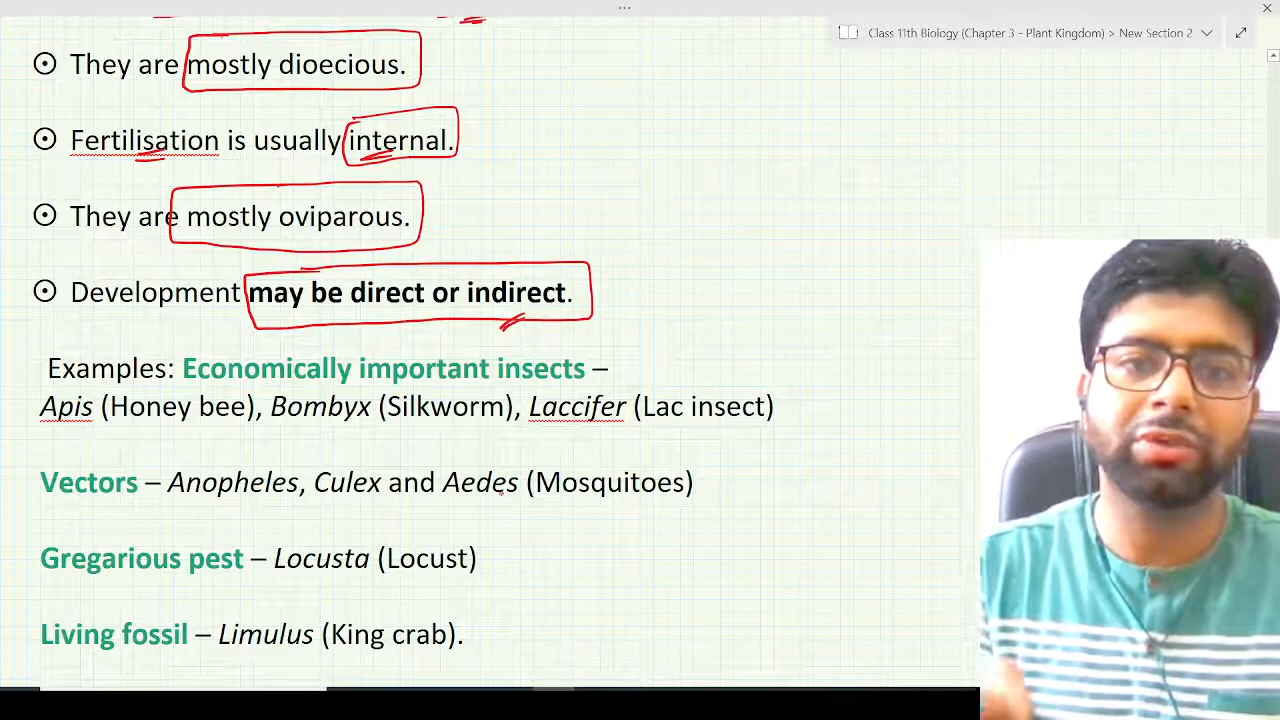 Class 11th Biology (Chapter 3 - Plant Kingdom) > New Section 2
They are mostly dioecious.
Fertilisation is usually internal.
They are mostly oviparous.
Development may be direct or indirect.
Examples: Economically important insects –
Apis (Honey bee), Bombyx (Silkworm), Laccifer (Lac insect)
Vectors – Anopheles, Culex and Aedes (Mosquitoes)
Gregarious pest – Locusta (Locust)
Living fossil – Limulus (King crab).